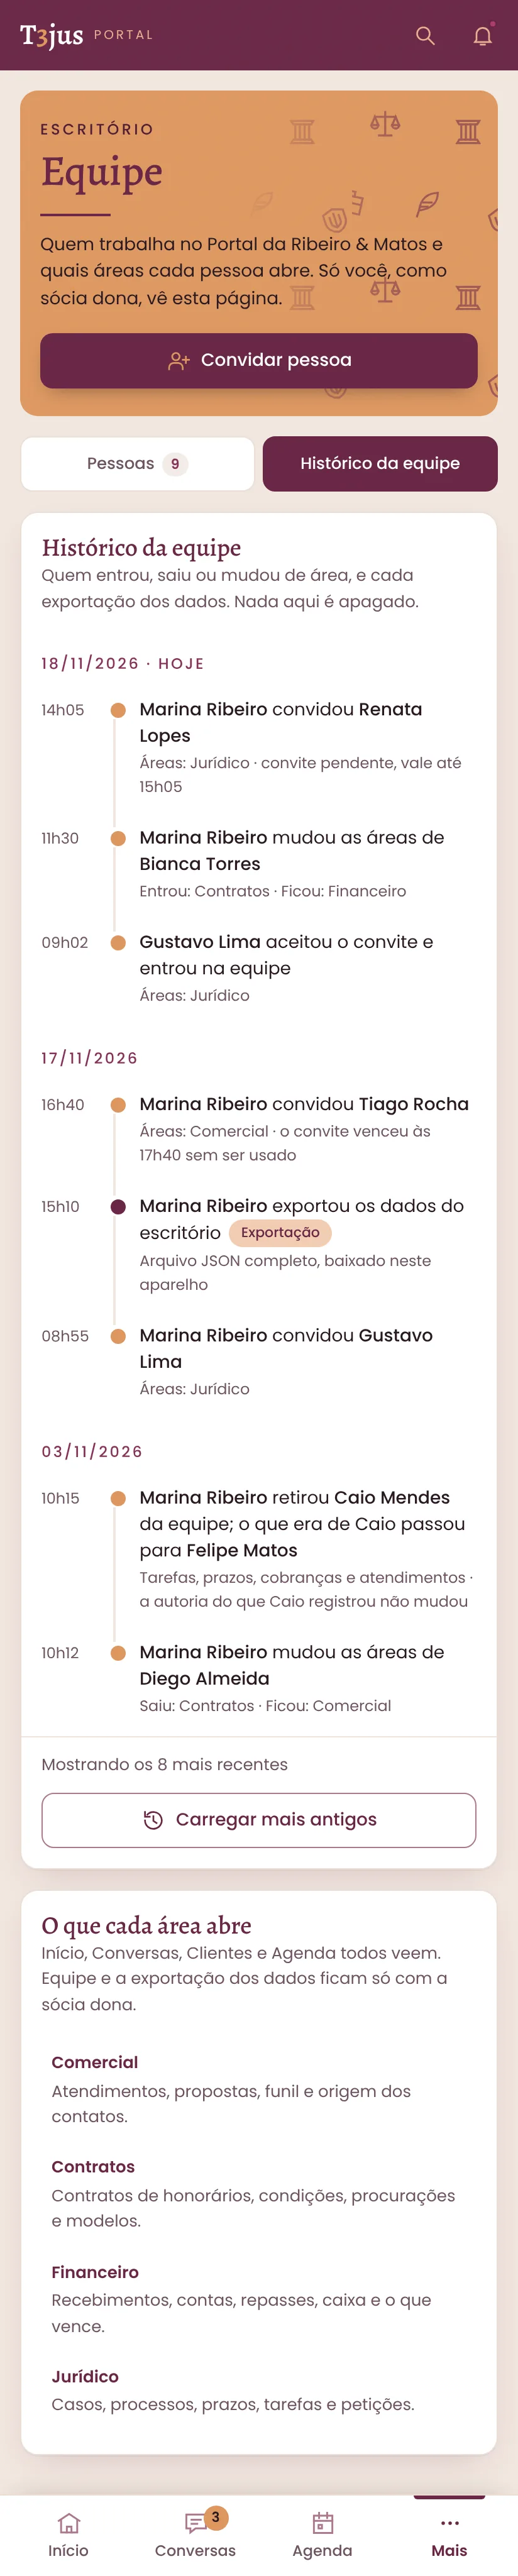 T3jus PORTAL
ESCRITÓRIO
Equipe
Quem trabalha no Portal da Ribeiro & Matos e
quais áreas cada pessoa abre. Só você, como
sócia dona, vê esta página.
Convidar pessoa
Pessoas 9
Histórico da equipe
Histórico da equipe
Quem entrou, saiu ou mudou de área, e cada
exportação dos dados. Nada aqui é apagado.
18/11/2026 · HOJE
14h05 Marina Ribeiro convidou Renata
Lopes
Áreas: Jurídico · convite pendente, vale até
15h05
11h30 Marina Ribeiro mudou as áreas de
Bianca Torres
Entrou: Contratos · Ficou: Financeiro
09h02 Gustavo Lima aceitou o convite e
entrou na equipe
Áreas: Jurídico
17/11/2026
16h40 Marina Ribeiro convidou Tiago Rocha
Áreas: Comercial · o convite venceu às
17h40 sem ser usado
15h10 Marina Ribeiro exportou os dados do
escritório Exportação
Arquivo JSON completo, baixado neste
aparelho
08h55 Marina Ribeiro convidou Gustavo
Lima
Áreas: Jurídico
03/11/2026
10h15 Marina Ribeiro retirou Caio Mendes
da equipe; o que era de Caio passou
para Felipe Matos
Tarefas, prazos, cobranças e atendimentos ·
a autoria do que Caio registrou não mudou
10h12 Marina Ribeiro mudou as áreas de
Diego Almeida
Saiu: Contratos · Ficou: Comercial
Mostrando os 8 mais recentes
Carregar mais antigos
O que cada área abre
Início, Conversas, Clientes e Agenda todos veem.
Equipe e a exportação dos dados ficam só com a
sócia dona.
Comercial
Atendimentos, propostas, funil e origem dos
contatos.
Contratos
Contratos de honorários, condições, procurações
e modelos.
Financeiro
Recebimentos, contas, repasses, caixa e o que
vence.
Jurídico
Casos, processos, prazos, tarefas e petições.
3
Início Conversas Agenda Mais